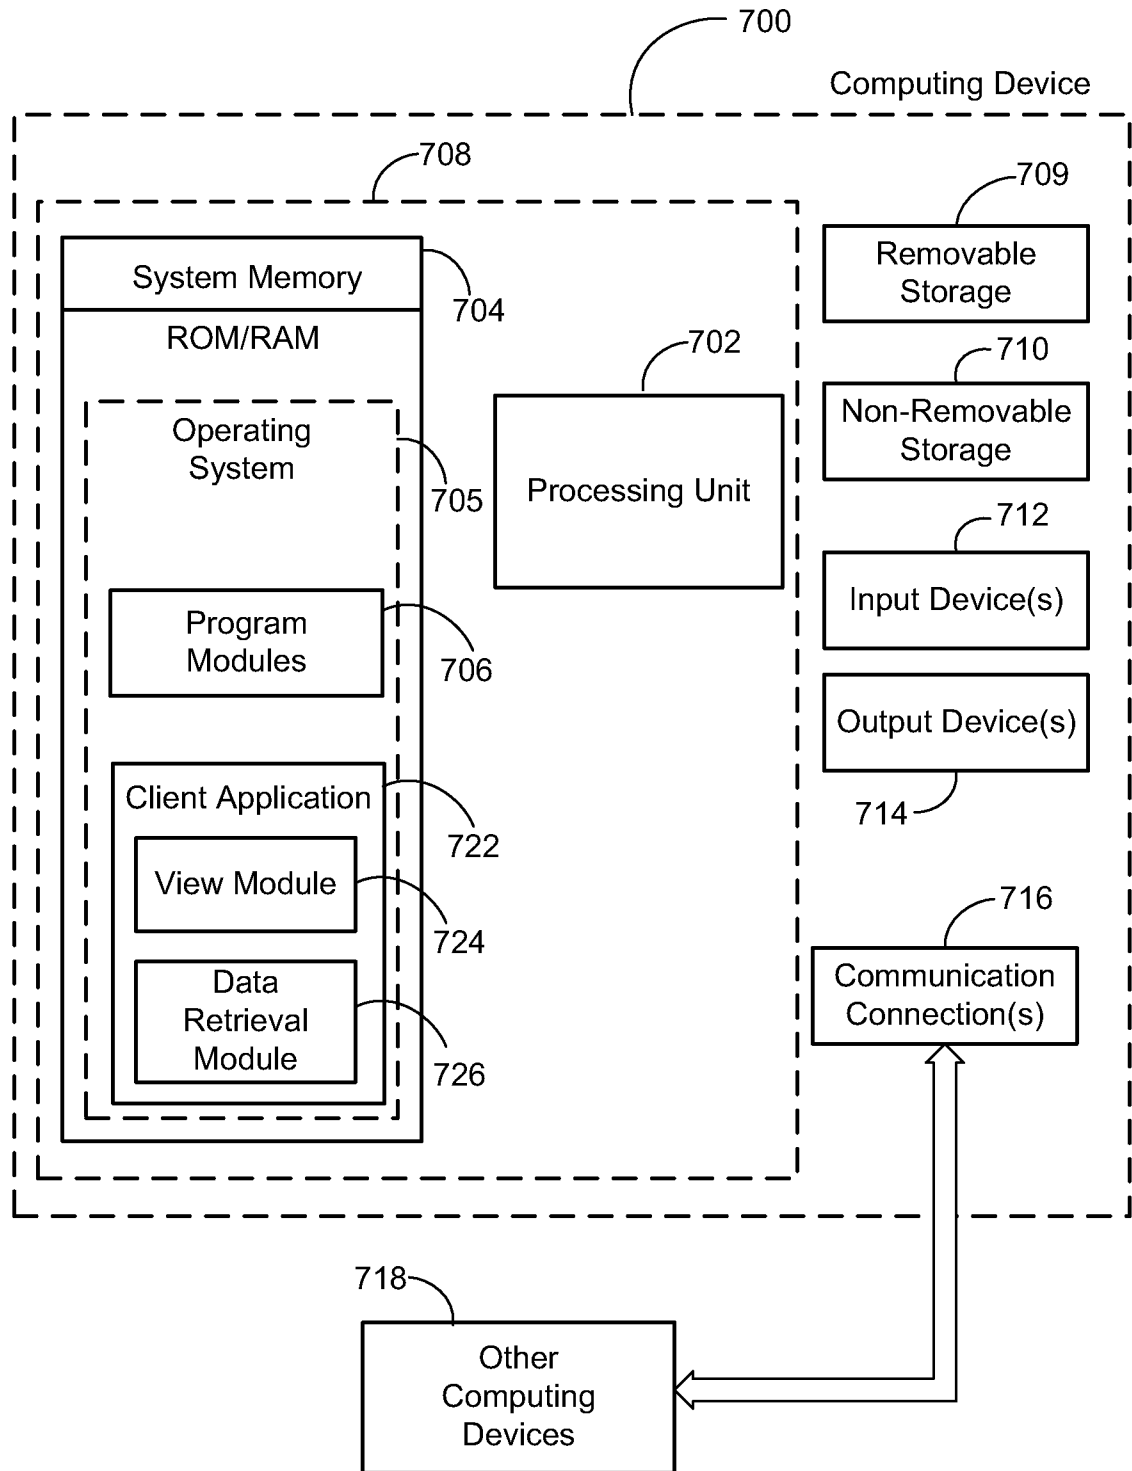 700
Computing Device
708
709
System Memory
704
Removable
Storage
ROM/RAM
702
710
Operating
System
705
Processing Unit
Non-Removable
Storage
712
Program
Modules
706
Input Device(s)
Output Device(s)
714
Client Application
722
View Module
724
716
Data
Retrieval
Module
726
Communication
Connection(s)
718
Other
Computing
Devices